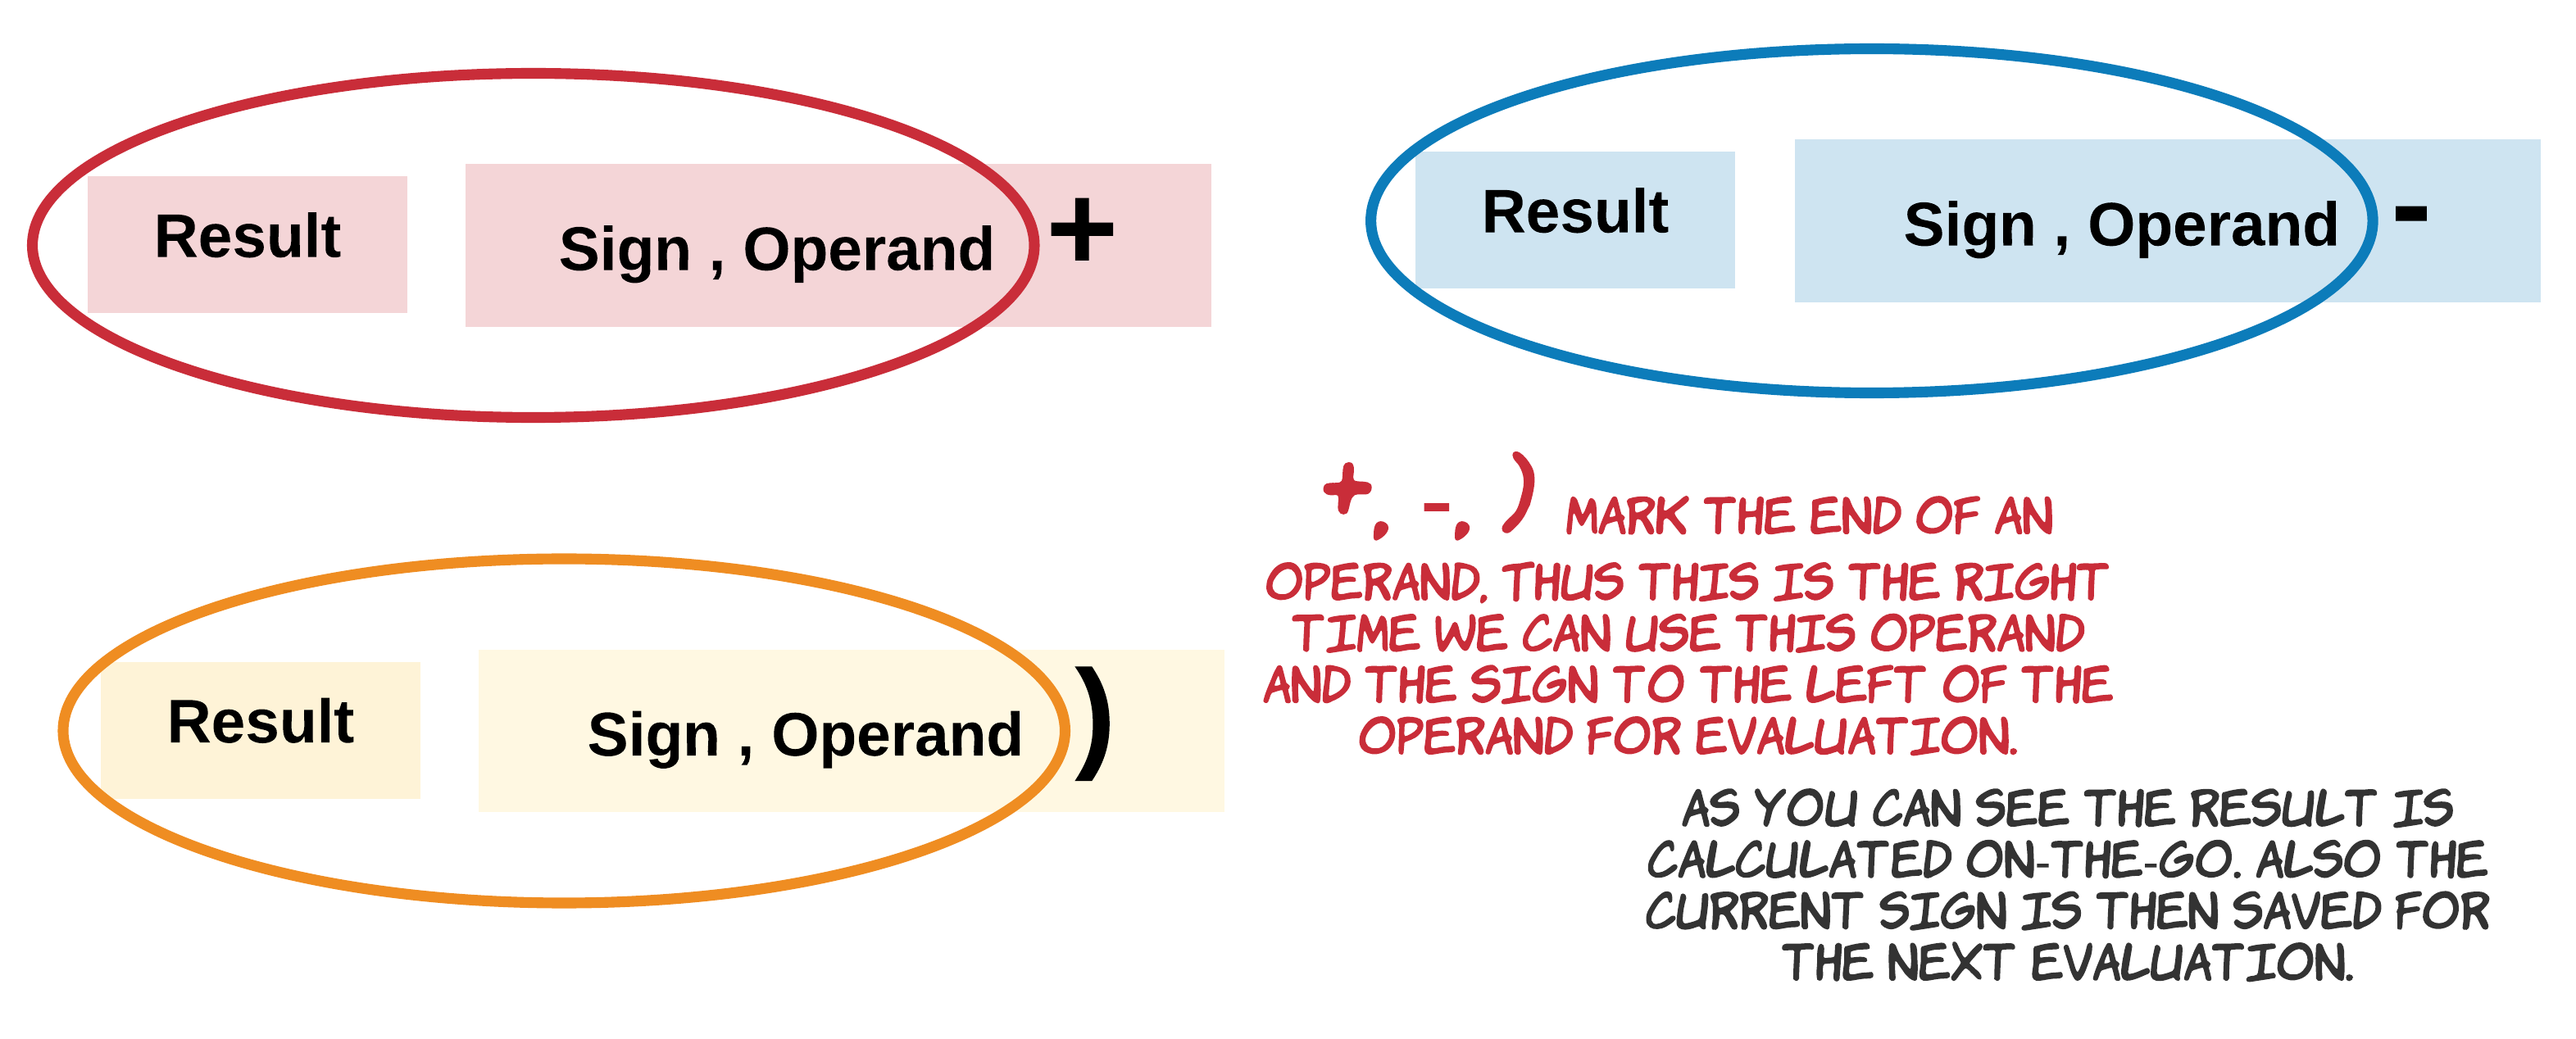 Result
Sign , Operand
+
Result
Sign , Operand
-
+, -, ) MARK THE END OF AN
OPERAND. THUS THIS IS THE RIGHT
TIME WE CAN USE THIS OPERAND
AND THE SIGN TO THE LEFT OF THE
OPERAND FOR EVALUATION.
Result
Sign , Operand
)
AS YOU CAN SEE THE RESULT IS
CALCULATED ON-THE-GO. ALSO THE
CURRENT SIGN IS THEN SAVED FOR
THE NEXT EVALUATION.